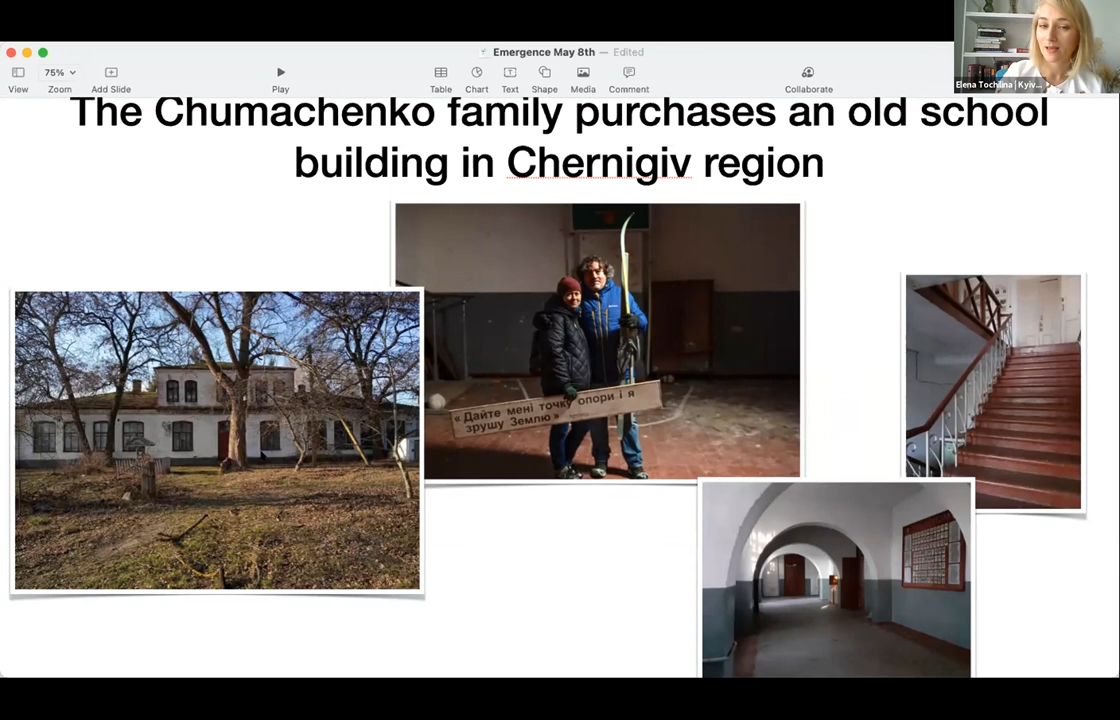 Emergence May 8th — Edited
75%
View
Zoom
Add Slide
Play
Table
Chart
Text
Shape
Media
Comment
Collaborate
Elena Tochilina | Kyiv...
The Chumachenko family purchases an old school
building in Chernigiv region
«Дайте мені точку опори і я
зрушу Землю»